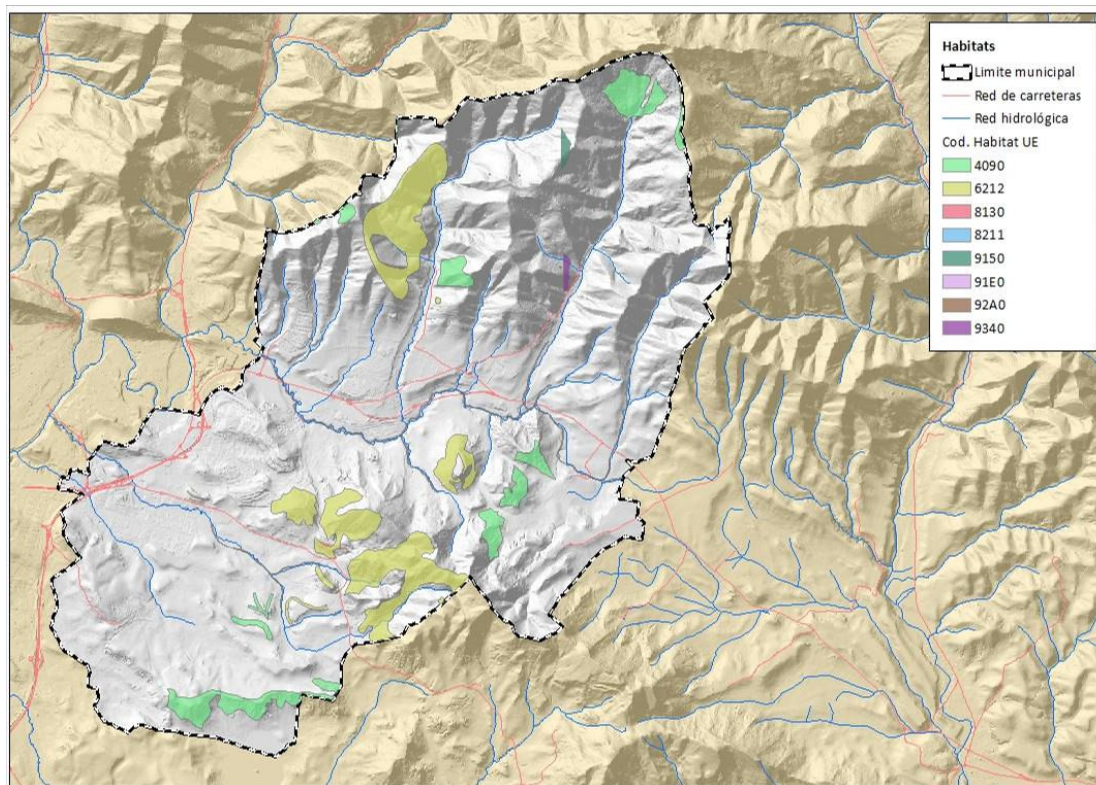 Habitats
Limite municipal
Red de carreteras
Red hidrológica
Cod. Habitat UE
4090
6212
8130
8211
9150
91E0
92A0
9340